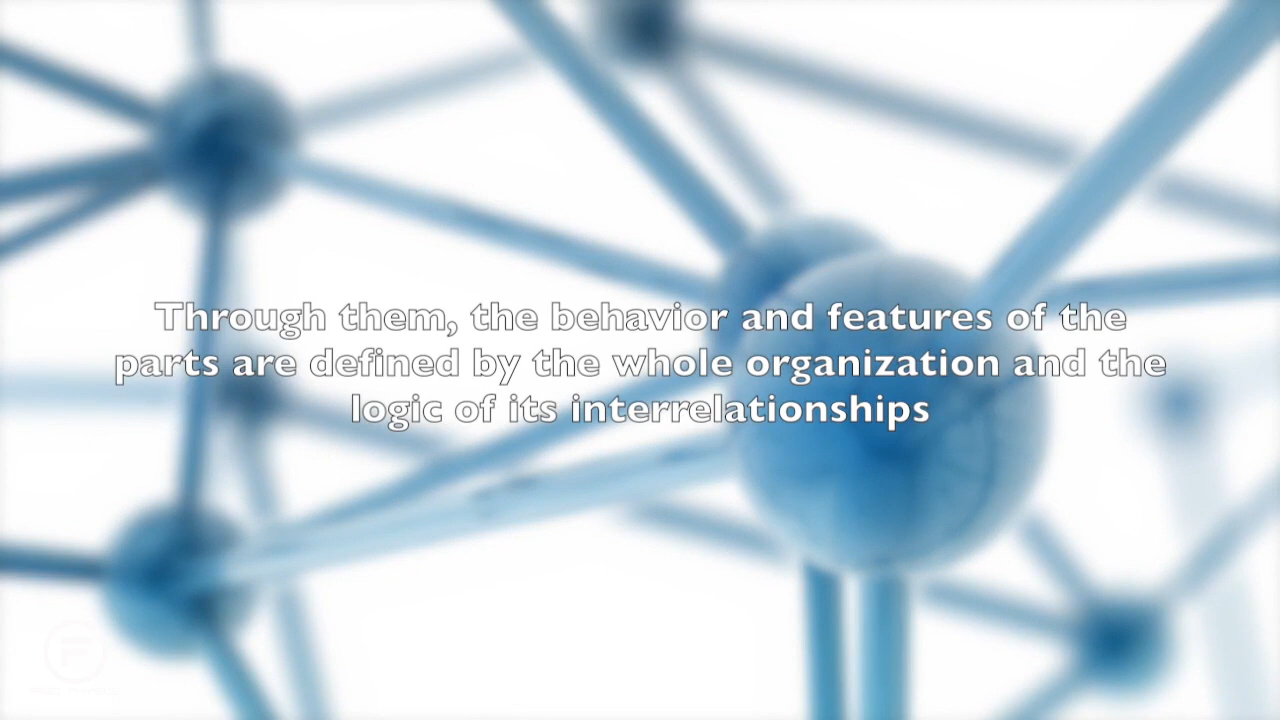 Through them, the behavior and features of the
parts are defined by the whole organization and the
logic of its interrelationships